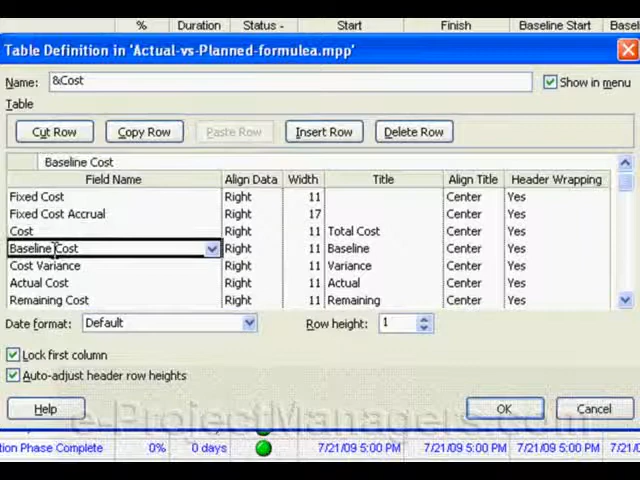 % Duration Status - Start Finish Baseline Start Baseline
Table Definition in 'Actual-vs-Planned-formulea.mpp'
Name: &Cost Show in menu
Table
Cut Row Copy Row Paste Row Insert Row Delete Row
Baseline Cost
Field Name Align Data Width Title Align Title Header Wrapping
Fixed Cost Right 11 Center Yes
Fixed Cost Accrual Right 17 Center Yes
Cost Right 11 Total Cost Center Yes
Baseline Cost Right 11 Baseline Center Yes
Cost Variance Right 11 Variance Center Yes
Actual Cost Right 11 Actual Center Yes
Remaining Cost Right 11 Remaining Center Yes
Date format: Default Row height: 1
Lock first column
Auto-adjust header row heights
Help OK Cancel
e-ProjectManagers.com
tion Phase Complete 0% 0 days 7/21/09 5:00 PM 7/21/09 5:00 PM 7/21/09 5:00 PM 7/21/0